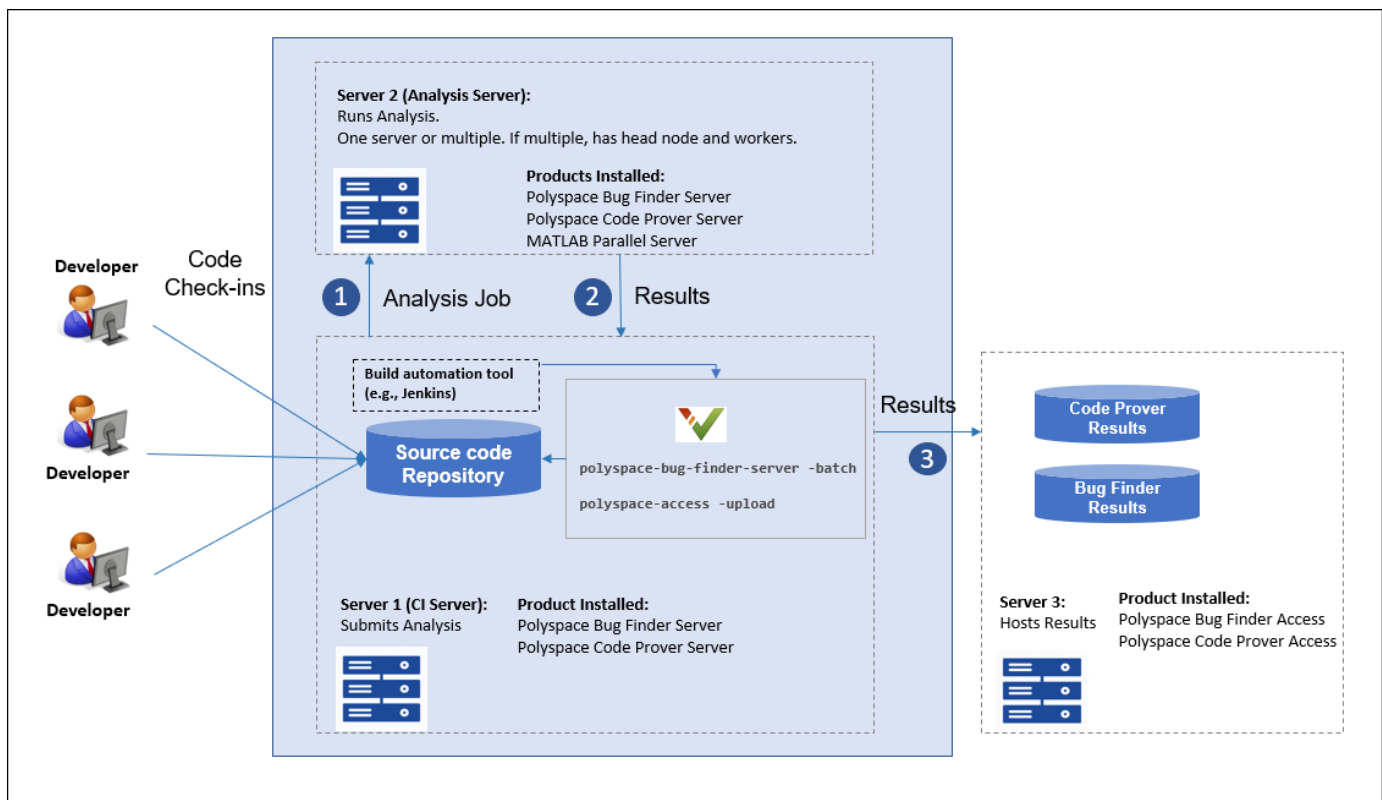 Server 2 (Analysis Server):
Runs Analysis.
One server or multiple. If multiple, has head node and workers.
Products Installed:
Polyspace Bug Finder Server
Polyspace Code Prover Server
MATLAB Parallel Server
Developer
Code
Check-ins
1
Analysis Job
2
Results
Developer
Developer
Build automation tool
(e.g., Jenkins)
Source code
Repository
polyspace-bug-finder-server -batch
polyspace-access -upload
Server 1 (CI Server):
Submits Analysis
Product Installed:
Polyspace Bug Finder Server
Polyspace Code Prover Server
Results
3
Code Prover
Results
Bug Finder
Results
Server 3:
Hosts Results
Product Installed:
Polyspace Bug Finder Access
Polyspace Code Prover Access